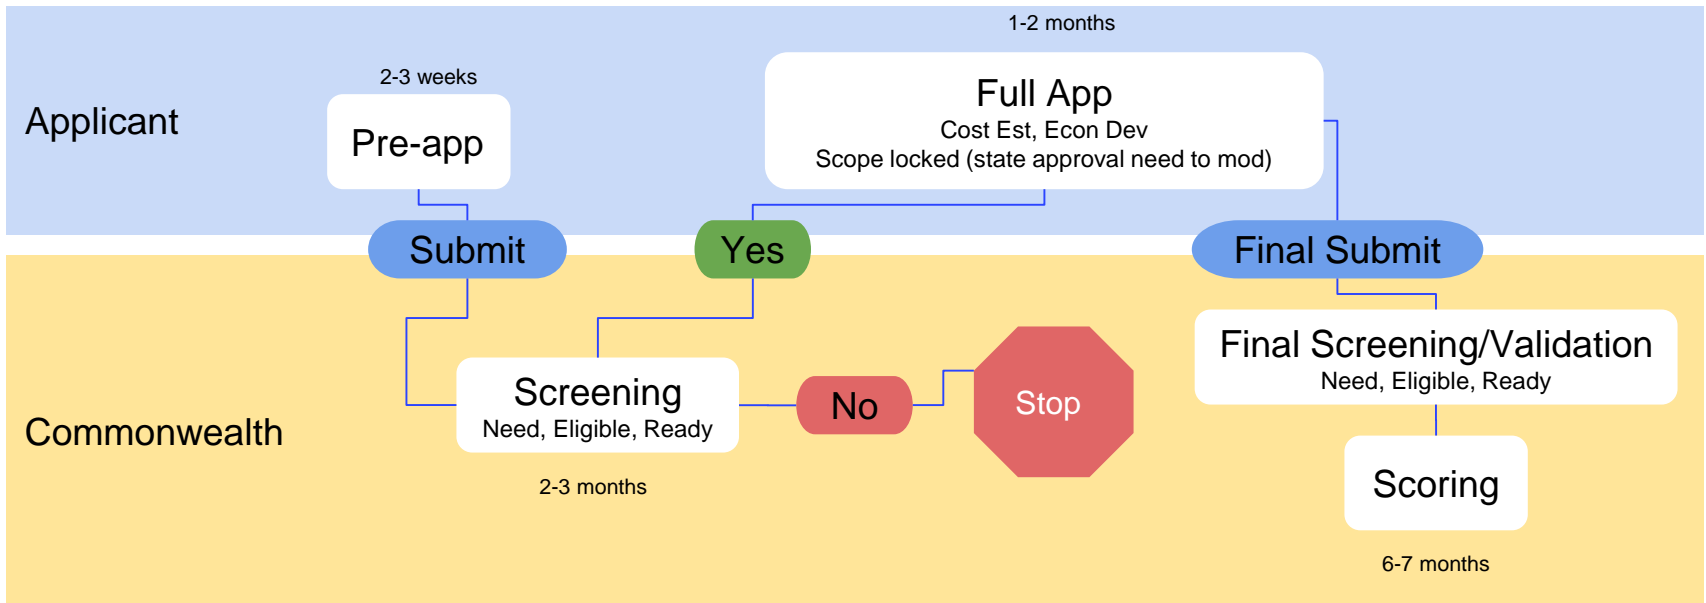 1-2 months
2-3 weeks
Applicant
Pre-app
Full App
Cost Est, Econ Dev
Scope locked (state approval need to mod)
Submit
Yes
Final Submit
Commonwealth
Screening
Need, Eligible, Ready
2-3 months
No
Stop
Final Screening/Validation
Need, Eligible, Ready
Scoring
6-7 months